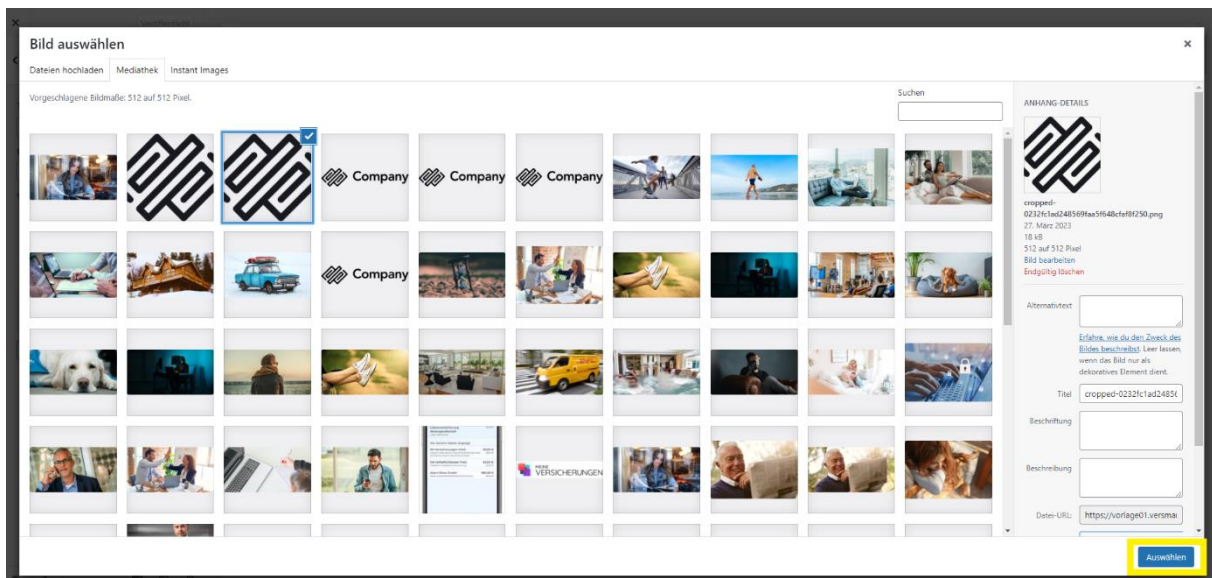 Bild auswählen
Dateien hochladen Mediathek Instant Images
Vorgeschlagene Bildmaße: 512 auf 512 Pixel.
Suchen
Company
Company
Company
Company
MEINE
VERSICHERUNGEN
ANHANG-DETAILS
cropped-
0232fc1ad248569faa5f648cfef8f250.png
27. März 2023
18 kB
512 auf 512 Pixel
Bild bearbeiten
Endgültig löschen
Alternativtext
Erfahre, wie du den Zweck des
Bildes beschreibst. Leer lassen,
wenn das Bild nur als
dekoratives Element dient.
Titel cropped-0232fc1ad24856
Beschriftung
Beschreibung
Datei-URL: https://vorlage01.versma
Auswählen